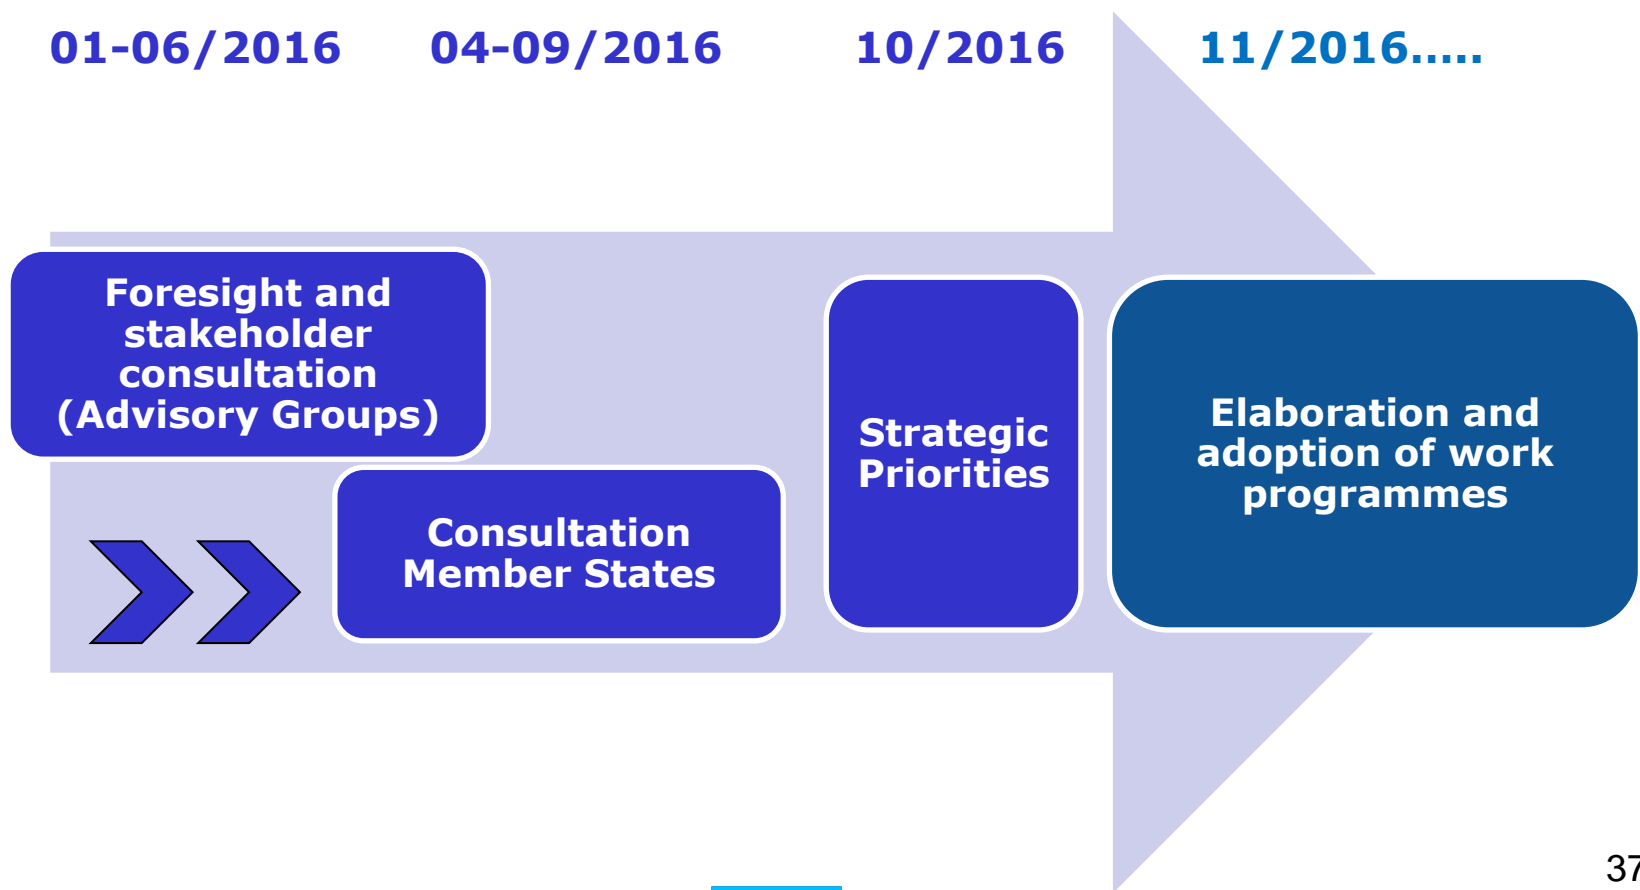 01-06/2016
04-09/2016
10/2016
11/2016.....
Foresight and
stakeholder
consultation
(Advisory Groups)
Consultation
Member States
Strategic
Priorities
Elaboration and
adoption of work
programmes
37